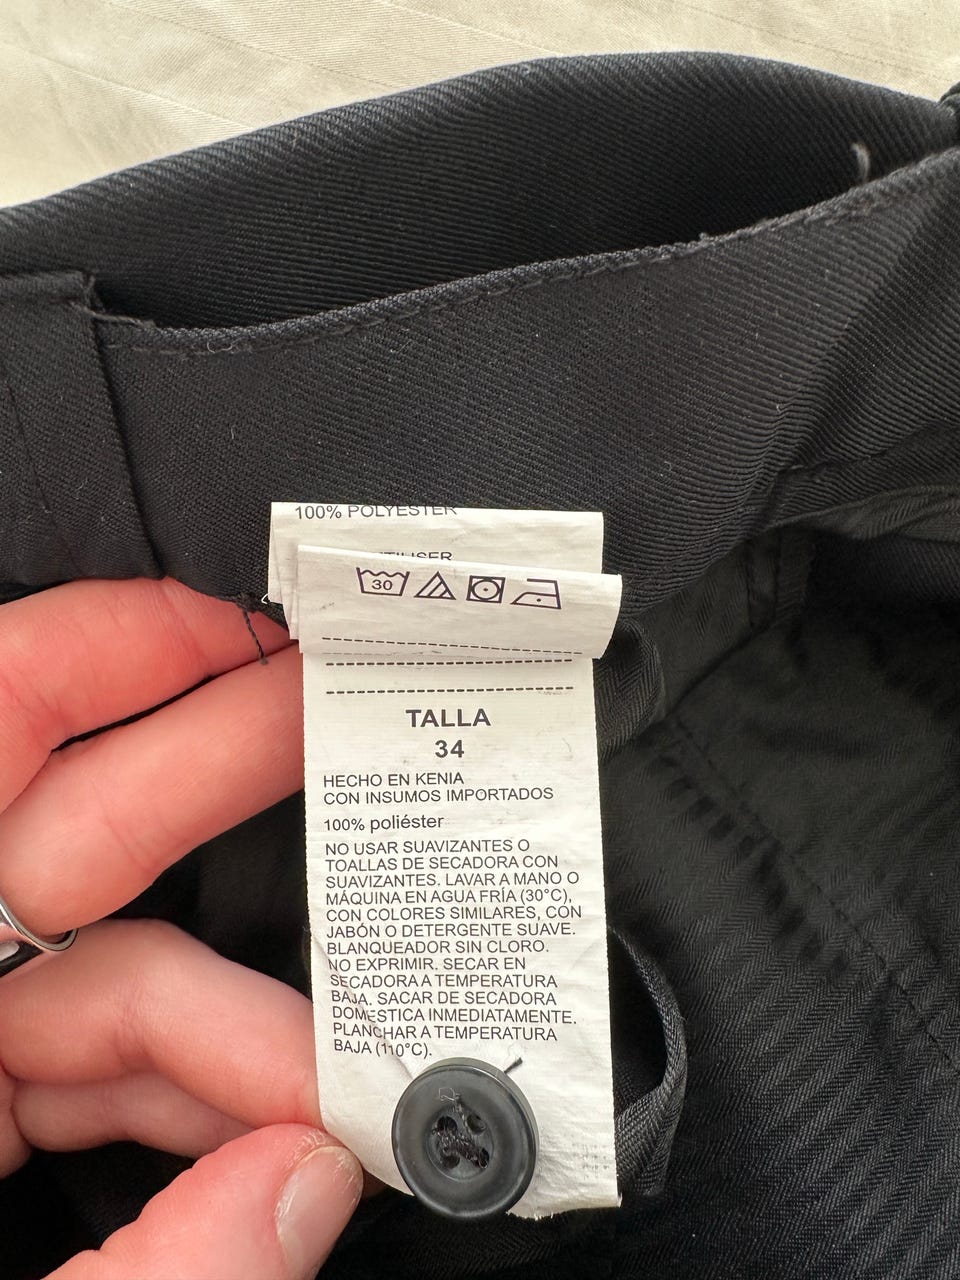 100% POLYESTER
30
TALLA
34
HECHO EN KENIA
CON INSUMOS IMPORTADOS
100% poliéster
NO USAR SUAVIZANTES O
TOALLAS DE SECADORA CON
SUAVIZANTES. LAVAR A MANO O
MÁQUINA EN AGUA FRÍA (30°C),
CON COLORES SIMILARES, CON
JABÓN O DETERGENTE SUAVE.
BLANQUEADOR SIN CLORO.
NO EXPRIMIR. SECAR EN
SECADORA A TEMPERATURA
BAJA. SACAR DE SECADORA
DOMESTICA INMEDIATAMENTE.
PLANCHAR A TEMPERATURA
BAJA (110°C).